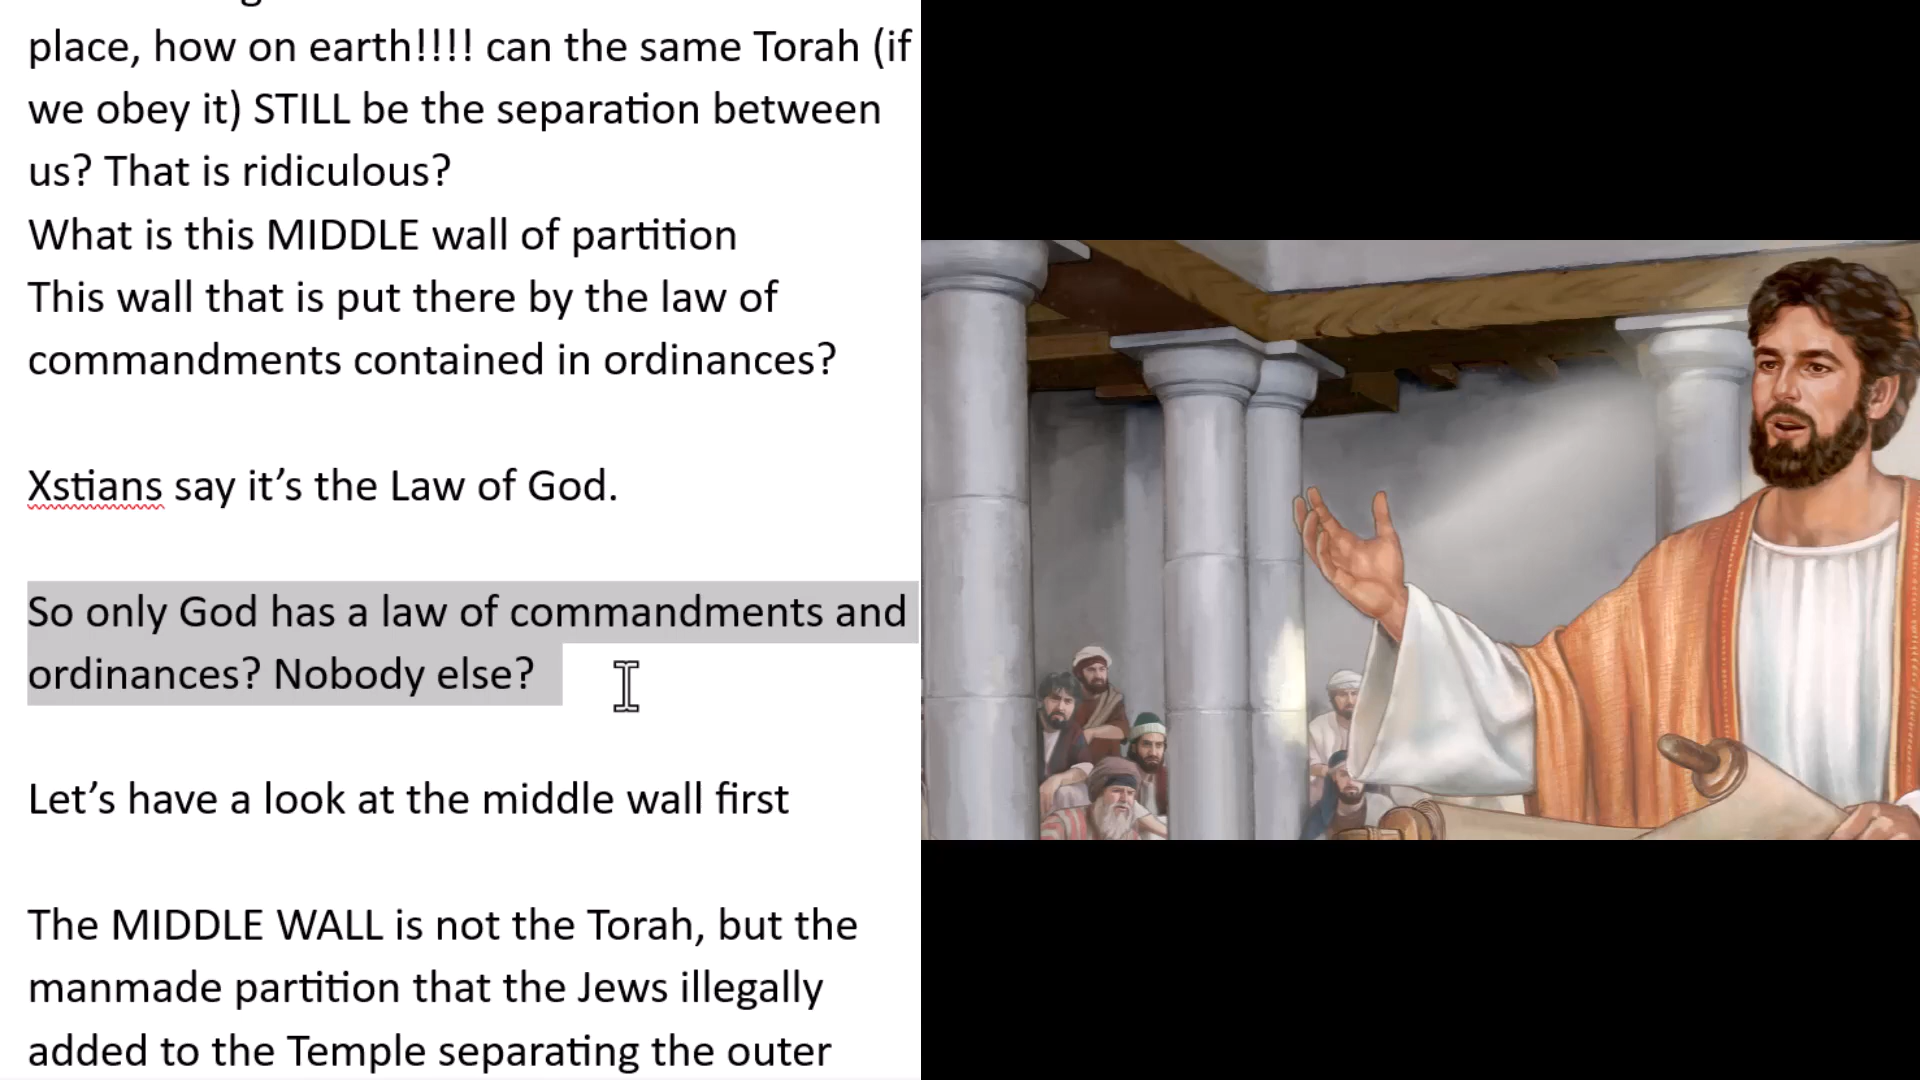 place, how on earth!!!! can the same Torah (if
we obey it) STILL be the separation between
us? That is ridiculous?
What is this MIDDLE wall of partition
This wall that is put there by the law of
commandments contained in ordinances?
Xstians say it’s the Law of God.
So only God has a law of commandments and
ordinances? Nobody else?
Let’s have a look at the middle wall first
The MIDDLE WALL is not the Torah, but the
manmade partition that the Jews illegally
added to the Temple separating the outer